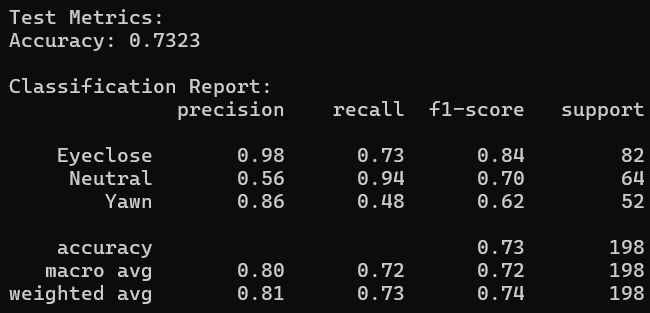 Test Metrics:
Accuracy: 0.7323
Classification Report:
precision recall f1-score support
Eyeclose 0.98 0.73 0.84 82
Neutral 0.56 0.94 0.70 64
Yawn 0.86 0.48 0.62 52
accuracy 0.73 198
macro avg 0.80 0.72 0.72 198
weighted avg 0.81 0.73 0.74 198